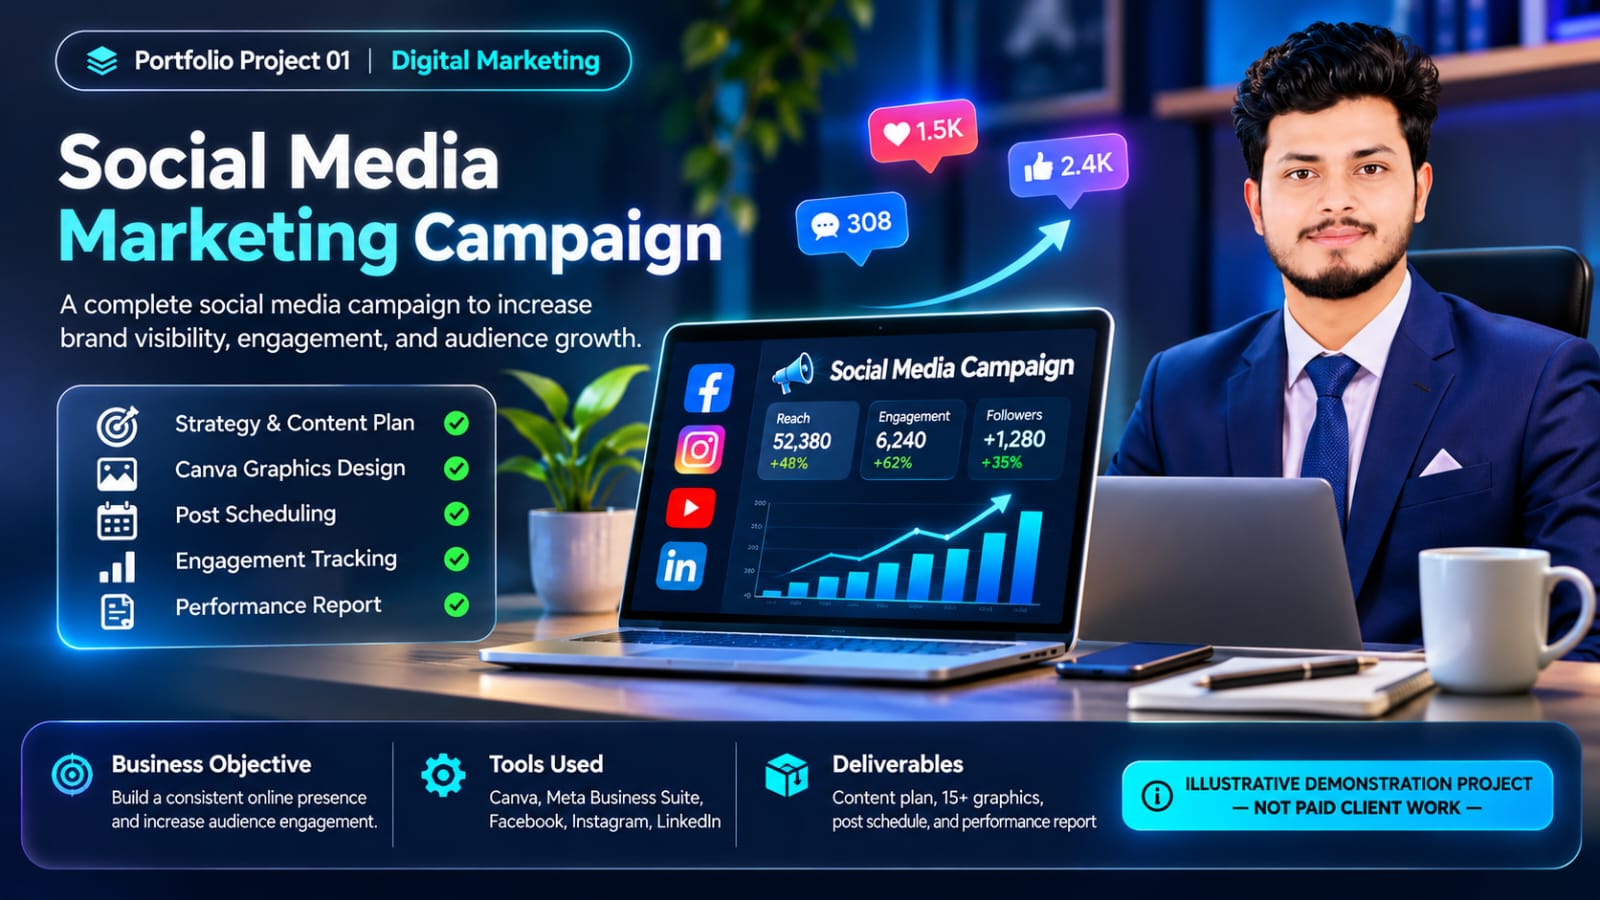 Portfolio Project 01 | Digital Marketing
Social Media
Marketing Campaign
A complete social media campaign to increase
brand visibility, engagement, and audience growth.
Strategy & Content Plan
Canva Graphics Design
Post Scheduling
Engagement Tracking
Performance Report
1.5K
2.4K
308
Social Media Campaign
Reach
52,380
+48%
Engagement
6,240
+62%
Followers
+1,280
+35%
in
Business Objective
Build a consistent online presence
and increase audience engagement.
Tools Used
Canva, Meta Business Suite,
Facebook, Instagram, LinkedIn
Deliverables
Content plan, 15+ graphics,
post schedule, and performance report
ILLUSTRATIVE DEMONSTRATION PROJECT
— NOT PAID CLIENT WORK —